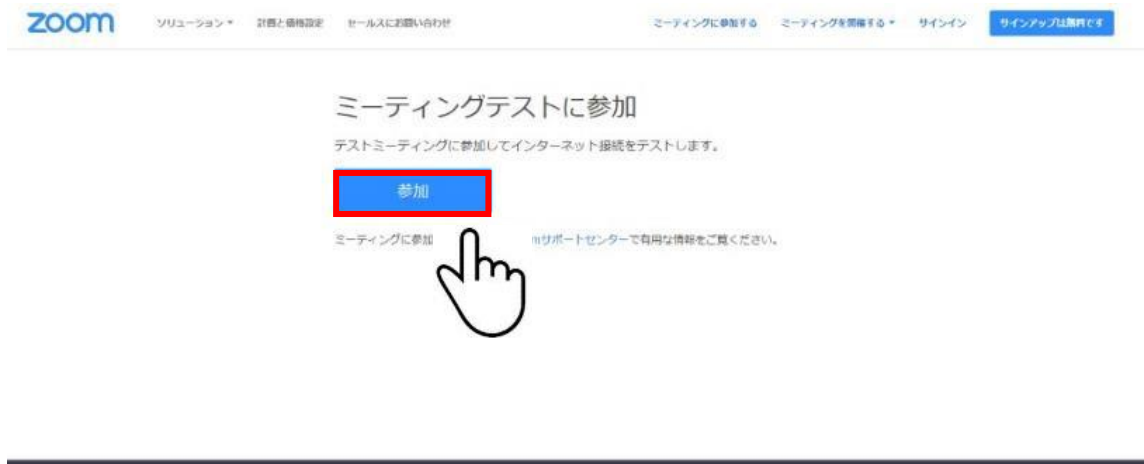 zoom ソリューション 計画と価格設定 セールスにお問い合わせ ミーティングに参加する ミーティングを開催する サインイン サインアップは無料です
ミーティングテストに参加
テストミーティングに参加してインターネット接続をテストします。
参加
ミーティングに参加 mサポートセンターで有用な情報をご覧ください。